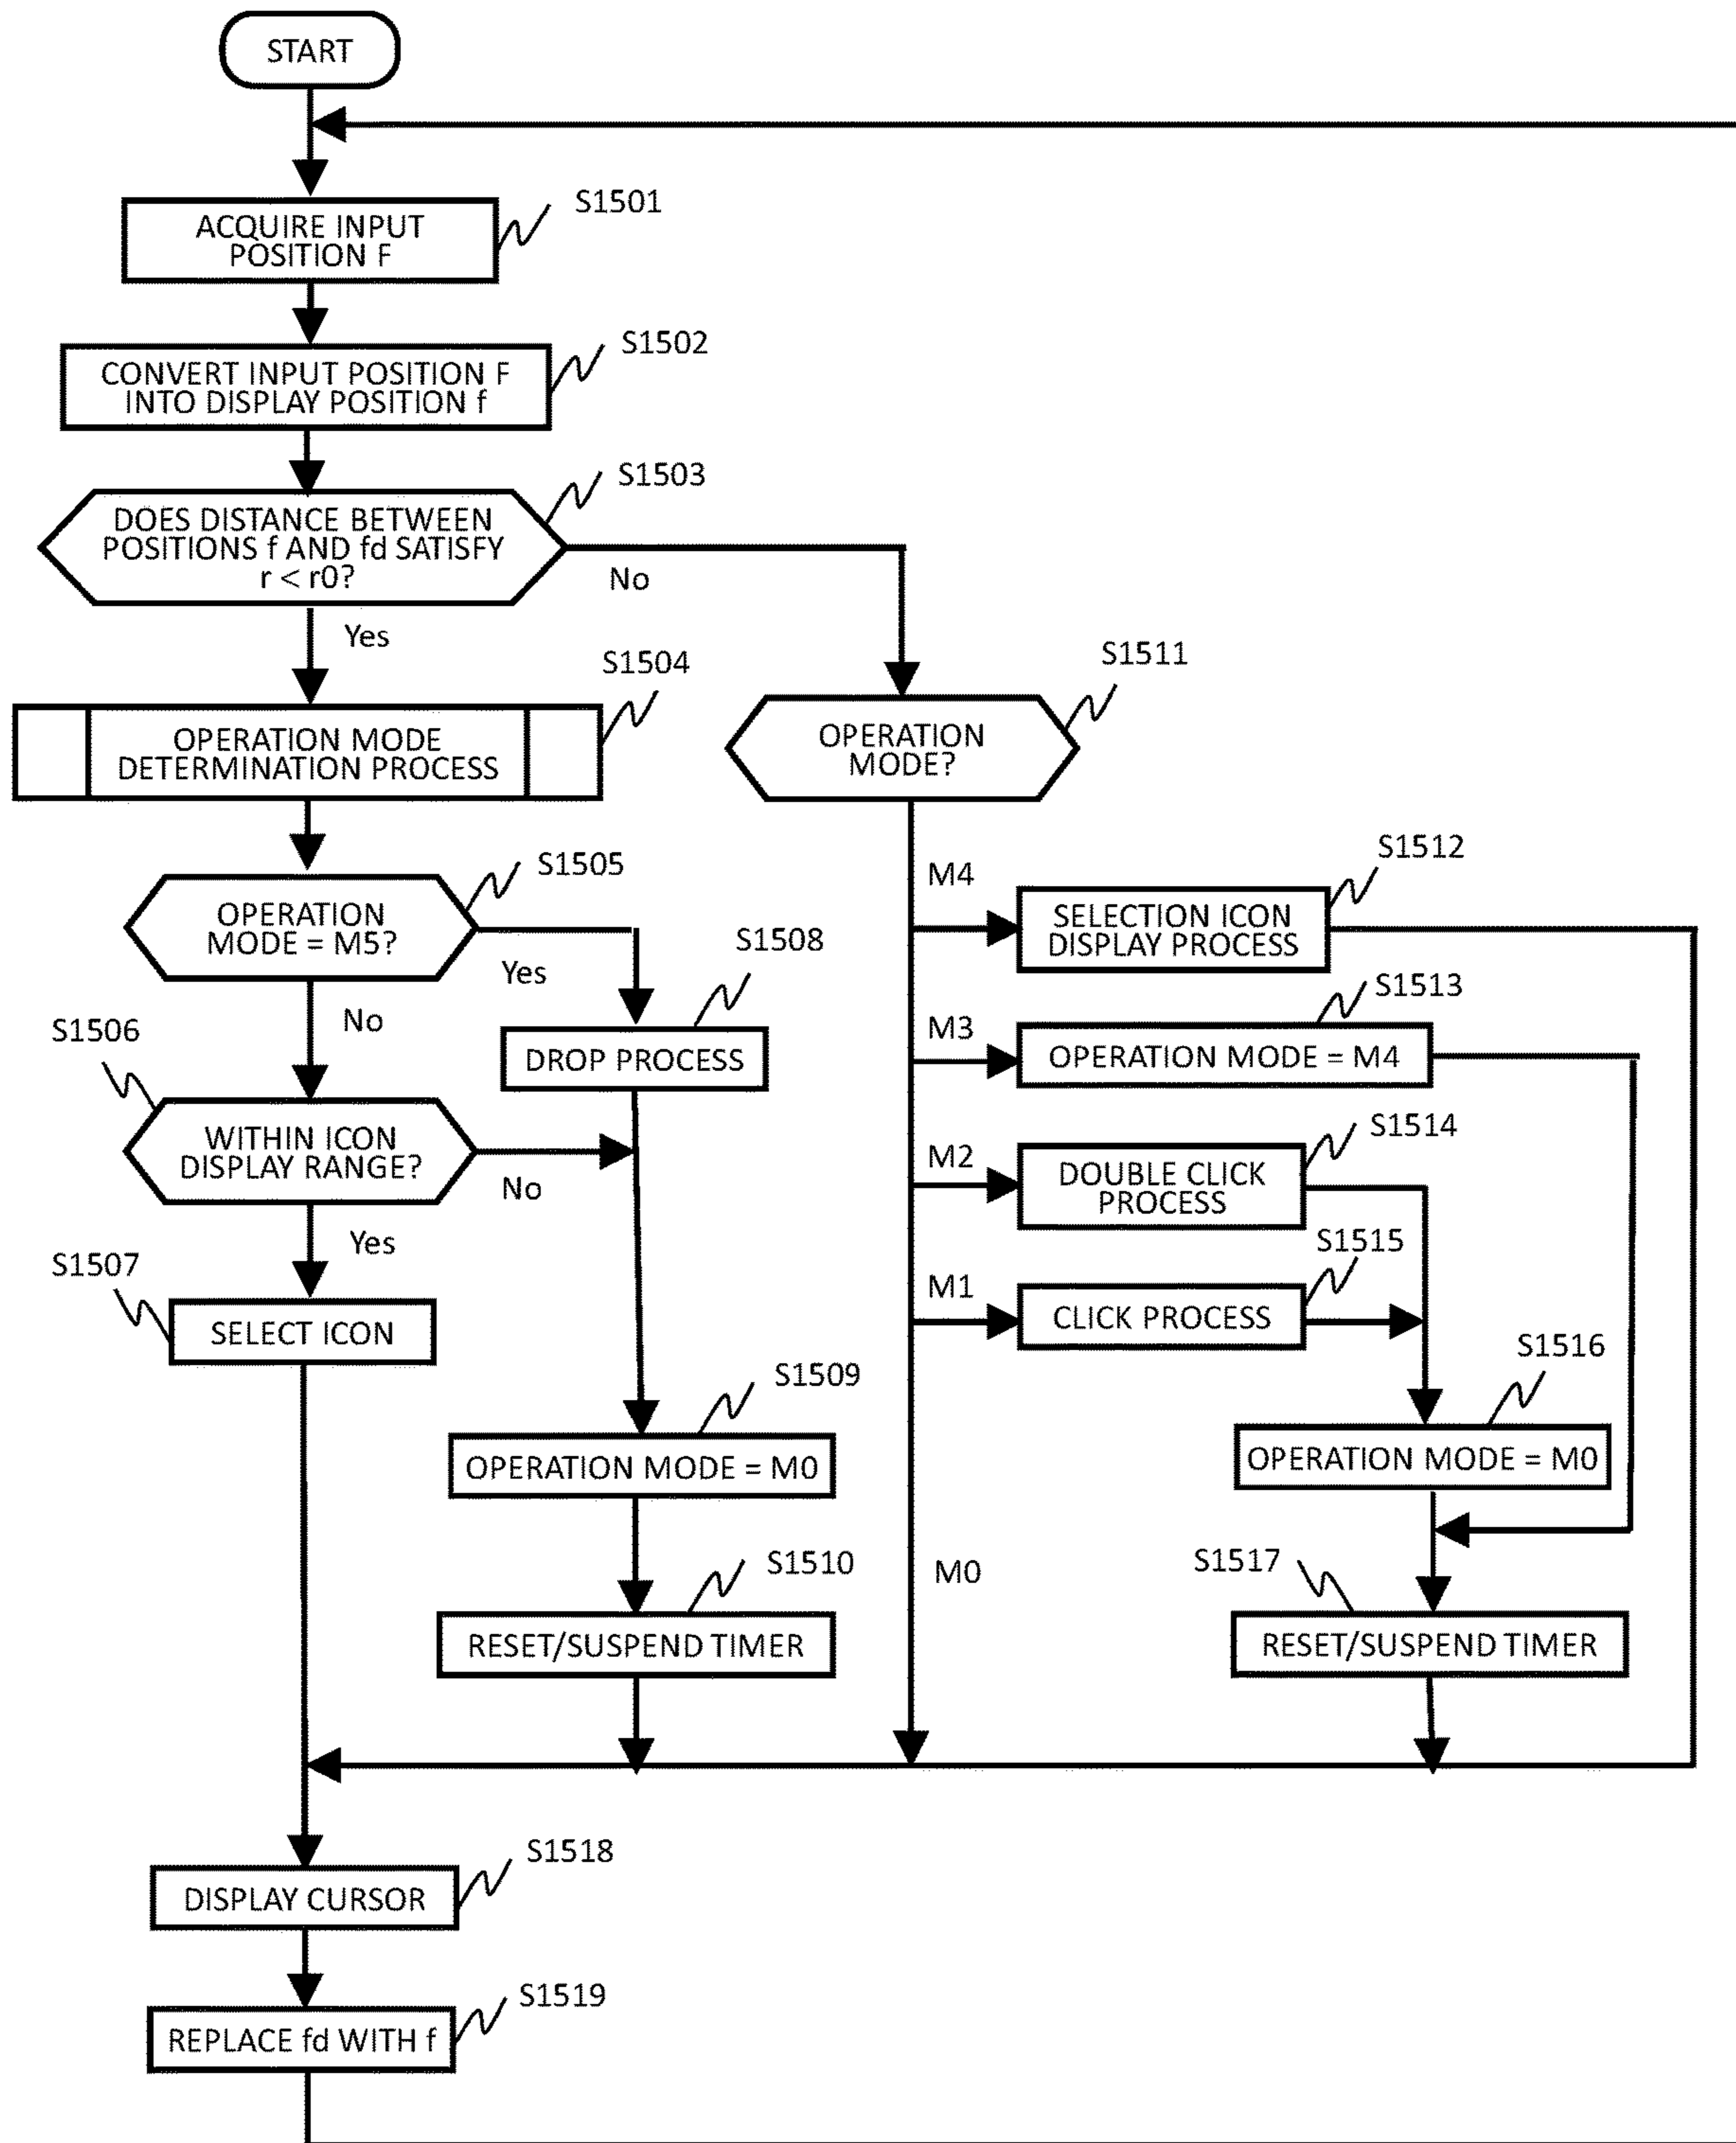 START
S1501
ACQUIRE INPUT
POSITION F
S1502
CONVERT INPUT POSITION F
INTO DISPLAY POSITION f
S1503
DOES DISTANCE BETWEEN
POSITIONS f AND fd SATISFY
r < r0?
No
Yes
S1504
OPERATION MODE
DETERMINATION PROCESS
S1511
OPERATION
MODE?
S1505
OPERATION
MODE = M5?
Yes
No
S1508
DROP PROCESS
S1506
WITHIN ICON
DISPLAY RANGE?
No
Yes
S1507
SELECT ICON
S1509
OPERATION MODE = M0
S1510
RESET/SUSPEND TIMER
M4
S1512
SELECTION ICON
DISPLAY PROCESS
M3
S1513
OPERATION MODE = M4
M2
S1514
DOUBLE CLICK
PROCESS
M1
S1515
CLICK PROCESS
S1516
OPERATION MODE = M0
M0
S1517
RESET/SUSPEND TIMER
S1518
DISPLAY CURSOR
S1519
REPLACE fd WITH f